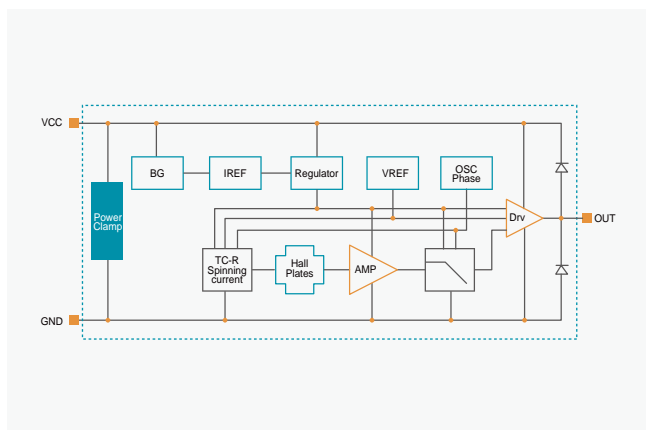 VCC
BG
IREF
Regulator
VREF
OSC
Phase
Power
Clamp
Drv
OUT
TC-R
Spinning
current
Hall
Plates
AMP
GND